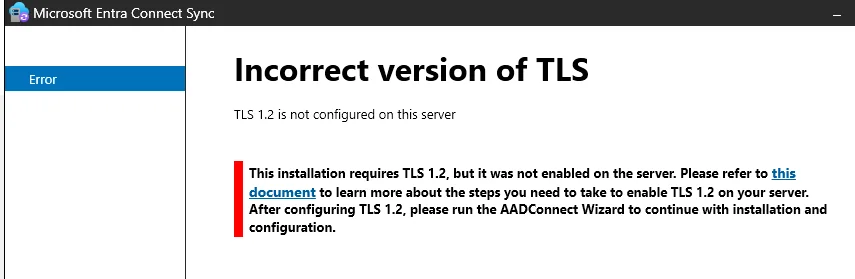 Microsoft Entra Connect Sync
Error
Incorrect version of TLS
TLS 1.2 is not configured on this server
This installation requires TLS 1.2, but it was not enabled on the server. Please refer to this
document to learn more about the steps you need to take to enable TLS 1.2 on your server.
After configuring TLS 1.2, please run the AADConnect Wizard to continue with installation and
configuration.